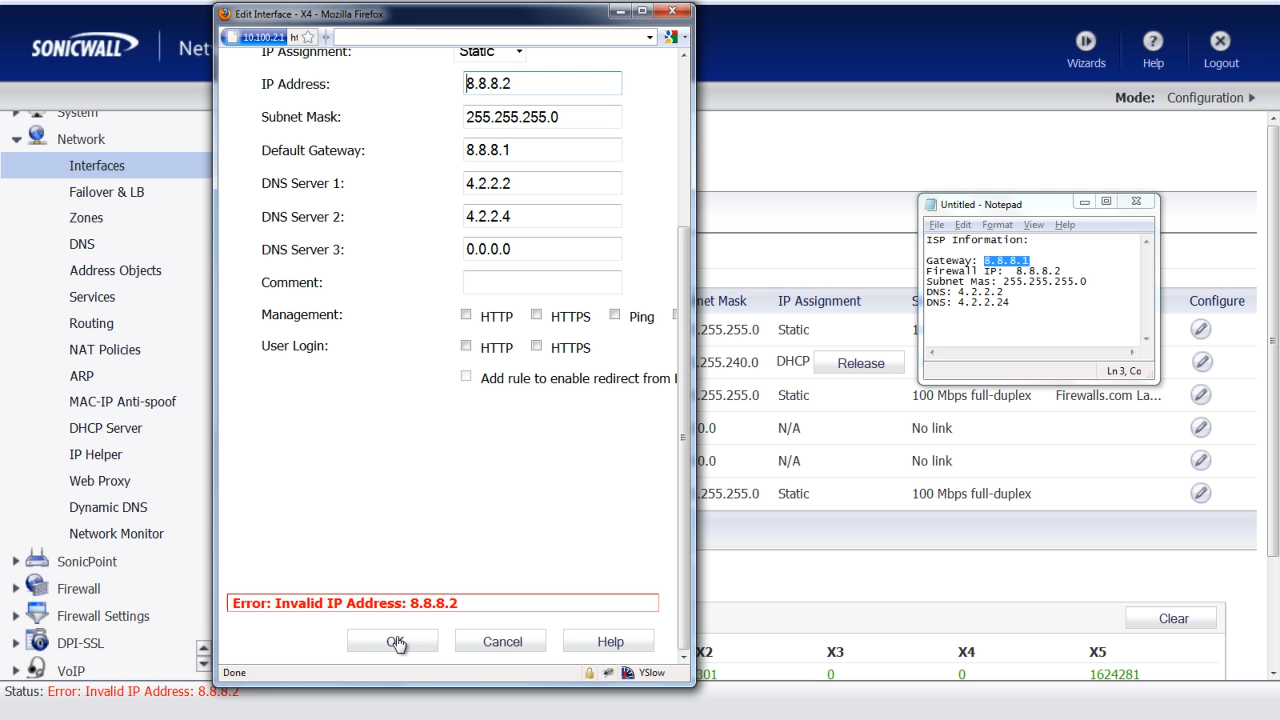 Edit Interface - X4 - Mozilla Firefox
SONICWALL
Net
Wizards
Help
Logout
10.100.2.1 ht
Mode: Configuration
System
Network
Interfaces
Failover & LB
Zones
DNS
Address Objects
Services
Routing
NAT Policies
ARP
MAC-IP Anti-spoof
DHCP Server
IP Helper
Web Proxy
Dynamic DNS
Network Monitor
SonicPoint
Firewall
Firewall Settings
DPI-SSL
VoIP
IP Assignment: Static
IP Address: 8.8.8.2
Subnet Mask: 255.255.255.0
Default Gateway: 8.8.8.1
DNS Server 1: 4.2.2.2
DNS Server 2: 4.2.2.4
DNS Server 3: 0.0.0.0
Comment:
Management: HTTP HTTPS Ping
User Login: HTTP HTTPS
Add rule to enable redirect from
Error: Invalid IP Address: 8.8.8.2
OK Cancel Help
Done YSlow
Untitled - Notepad
File Edit Format View Help
ISP Information:
Gateway: 8.8.8.1
Firewall IP: 8.8.8.2
Subnet Mas: 255.255.255.0
DNS: 4.2.2.2
DNS: 4.2.2.24
Ln 3, Co
net Mask IP Assignment S Configure
.255.255.0 Static 1
.255.240.0 DHCP Release
.255.255.0 Static 100 Mbps full-duplex Firewalls.com La...
0.0 N/A No link
0.0 N/A No link
.255.255.0 Static 100 Mbps full-duplex
Clear
X2 X3 X4 X5
301 0 0 1624281
Status: Error: Invalid IP Address: 8.8.8.2